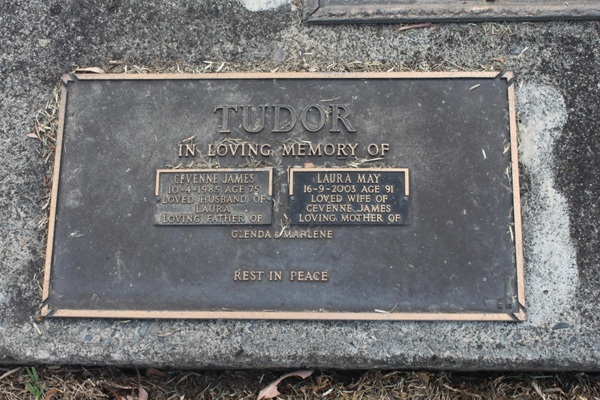 TUDOR
IN LOVING MEMORY OF
CEVENNE JAMES
10-4-1985 AGE 75
LOVED HUSBAND OF
LAURA
LOVING FATHER OF
LAURA MAY
16-9-2003 AGE 91
LOVED WIFE OF
CEVENNE JAMES
LOVING MOTHER OF
GLENDA & MARLENE
REST IN PEACE